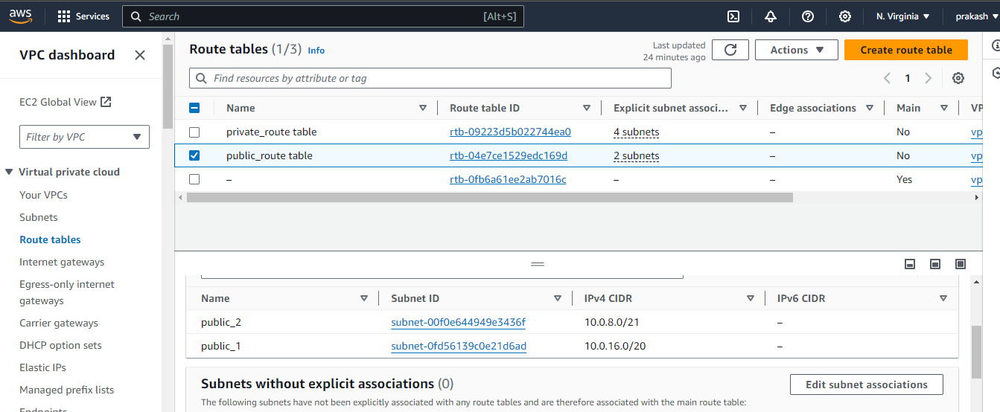 aws Services Search [Alt+S] N. Virginia prakash
VPC dashboard
EC2 Global View
Filter by VPC
Virtual private cloud
Your VPCs
Subnets
Route tables
Internet gateways
Egress-only internet
gateways
Carrier gateways
DHCP option sets
Elastic IPs
Managed prefix lists
Endpoints
Route tables (1/3) Info
Last updated
24 minutes ago
Actions
Create route table
Find resources by attribute or tag
1
Name Route table ID Explicit subnet associ... Edge associations Main VP
private_route table rtb-09223d5b022744ea0 4 subnets – No vp
public_route table rtb-04e7ce1529edc169d 2 subnets – No vp
– rtb-0fb6a61ee2ab7016c – – Yes vp
Name Subnet ID IPv4 CIDR IPv6 CIDR
public_2 subnet-00f0e644949e3436f 10.0.8.0/21 –
public_1 subnet-0fd56139c0e21d6ad 10.0.16.0/20 –
Subnets without explicit associations (0)
Edit subnet associations
The following subnets have not been explicitly associated with any route tables and are therefore associated with the main route table: